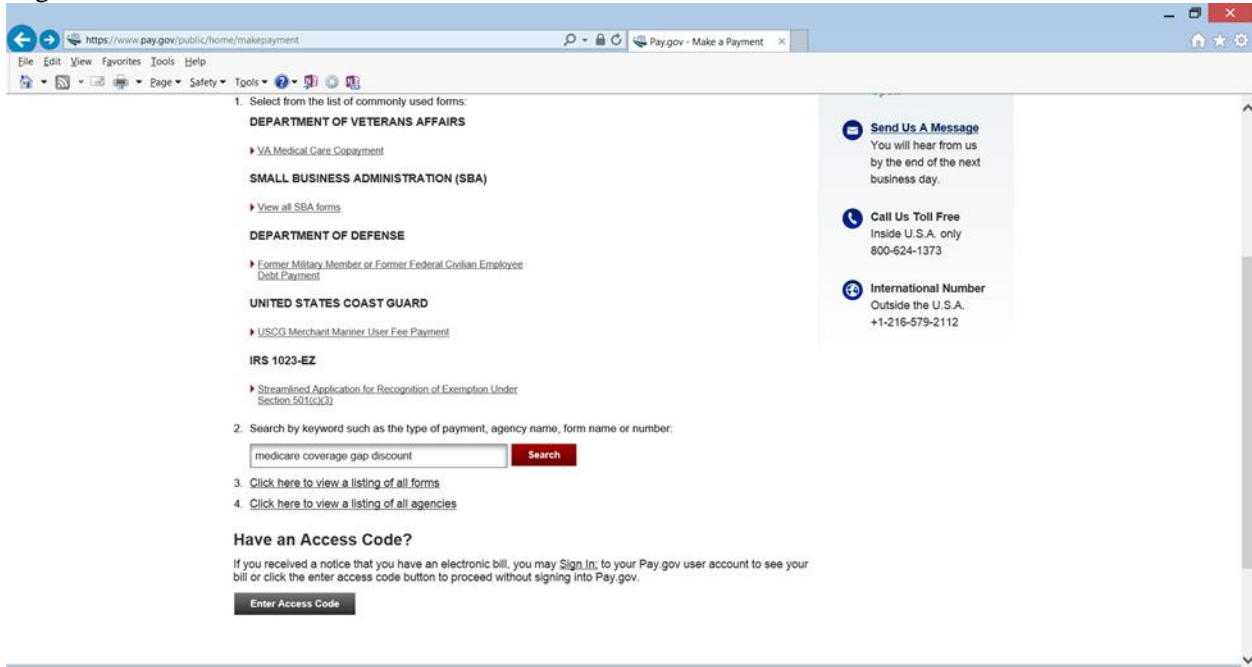 https://www.pay.gov/public/home/makepayment
Pay.gov - Make a Payment
File Edit View Favorites Tools Help
Page Safety Tools
1. Select from the list of commonly used forms:
DEPARTMENT OF VETERANS AFFAIRS
VA Medical Care Copayment
SMALL BUSINESS ADMINISTRATION (SBA)
View all SBA forms
DEPARTMENT OF DEFENSE
Former Military Member or Former Federal Civilian Employee
Debt Payment
UNITED STATES COAST GUARD
USCG Merchant Mariner User Fee Payment
IRS 1023-EZ
Streamlined Application for Recognition of Exemption Under
Section 501(c)(3)
2. Search by keyword such as the type of payment, agency name, form name or number:
medicare coverage gap discount Search
3. Click here to view a listing of all forms
4. Click here to view a listing of all agencies
Have an Access Code?
If you received a notice that you have an electronic bill, you may Sign In: to your Pay.gov user account to see your
bill or click the enter access code button to proceed without signing into Pay.gov.
Enter Access Code
Send Us A Message
You will hear from us
by the end of the next
business day.
Call Us Toll Free
Inside U.S.A. only
800-624-1373
International Number
Outside the U.S.A.
+1-216-579-2112